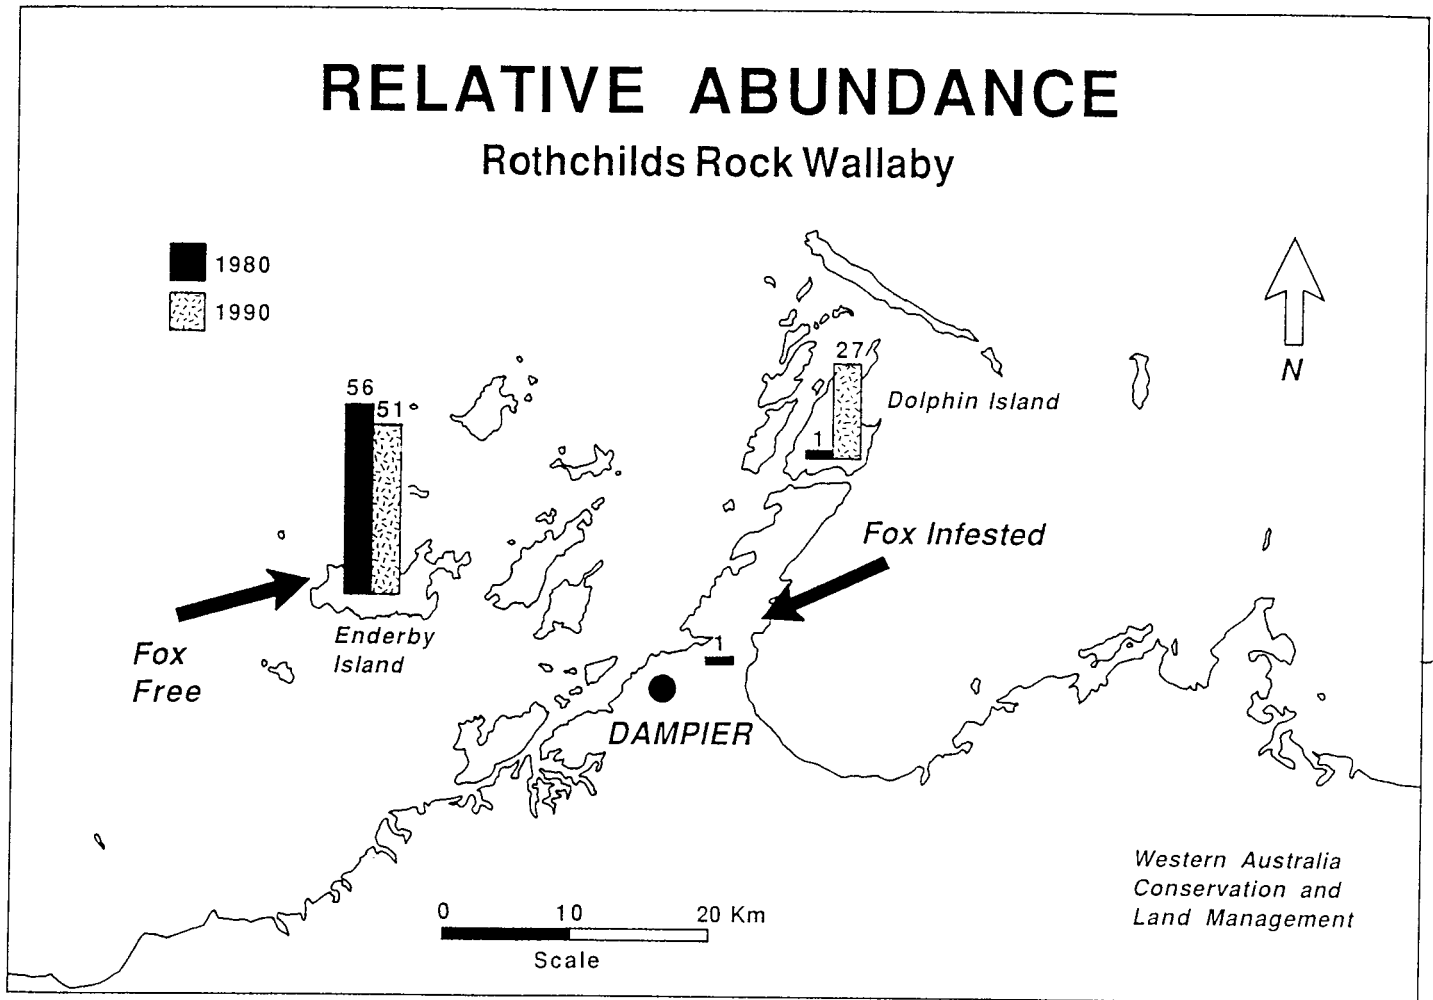 RELATIVE ABUNDANCE
Rothchilds Rock Wallaby
1980
1990
56
51
27
1
Dolphin Island
N
Fox Infested
Fox
Free
Enderby
Island
1
DAMPIER
0 10 20 Km
Scale
Western Australia
Conservation and
Land Management